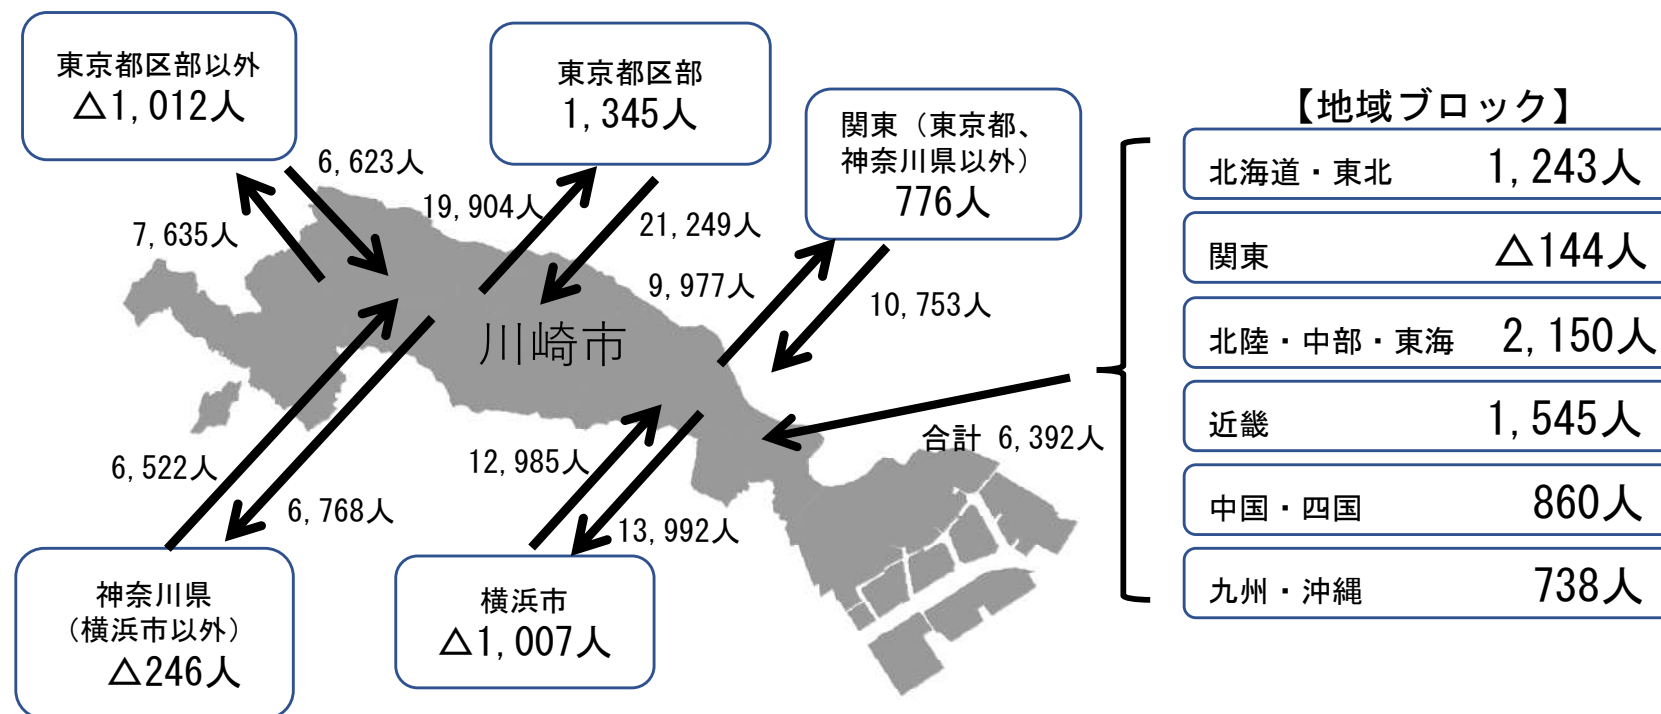 東京都区部以外
△1,012人
東京都区部
1,345人
関東（東京都、
神奈川県以外）
776人
6,623人
7,635人
19,904人
21,249人
9,977人
10,753人
川崎市
6,522人
6,768人
12,985人
13,992人
合計 6,392人
神奈川県
（横浜市以外）
△246人
横浜市
△1,007人
【地域ブロック】
北海道・東北 1,243人
関東 △144人
北陸・中部・東海 2,150人
近畿 1,545人
中国・四国 860人
九州・沖縄 738人